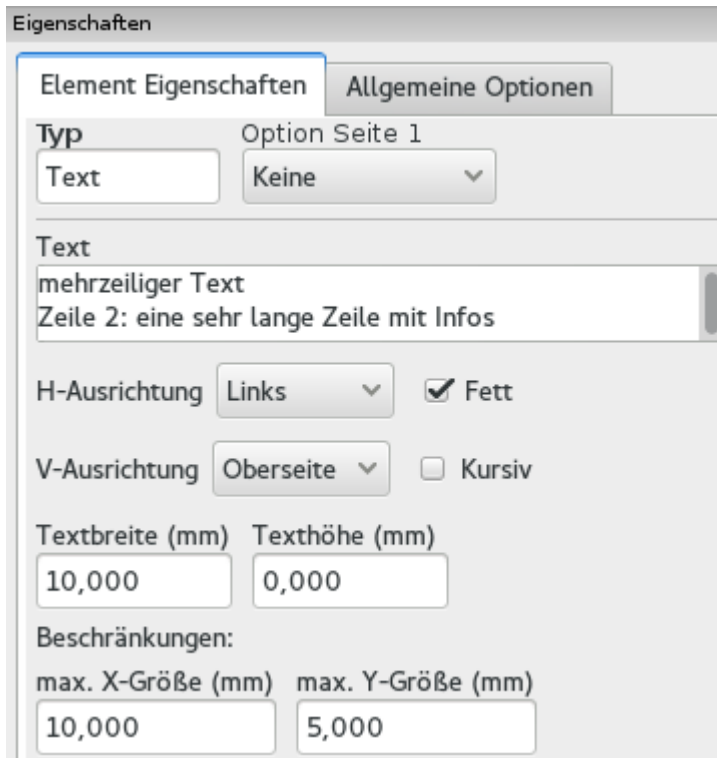 Eigenschaften
Element Eigenschaften Allgemeine Optionen
Typ Option Seite 1
Text Keine
Text
mehrzeiliger Text
Zeile 2: eine sehr lange Zeile mit Infos
H-Ausrichtung Links Fett
V-Ausrichtung Oberseite Kursiv
Textbreite (mm) Texthöhe (mm)
10,000 0,000
Beschränkungen:
max. X-Größe (mm) max. Y-Größe (mm)
10,000 5,000